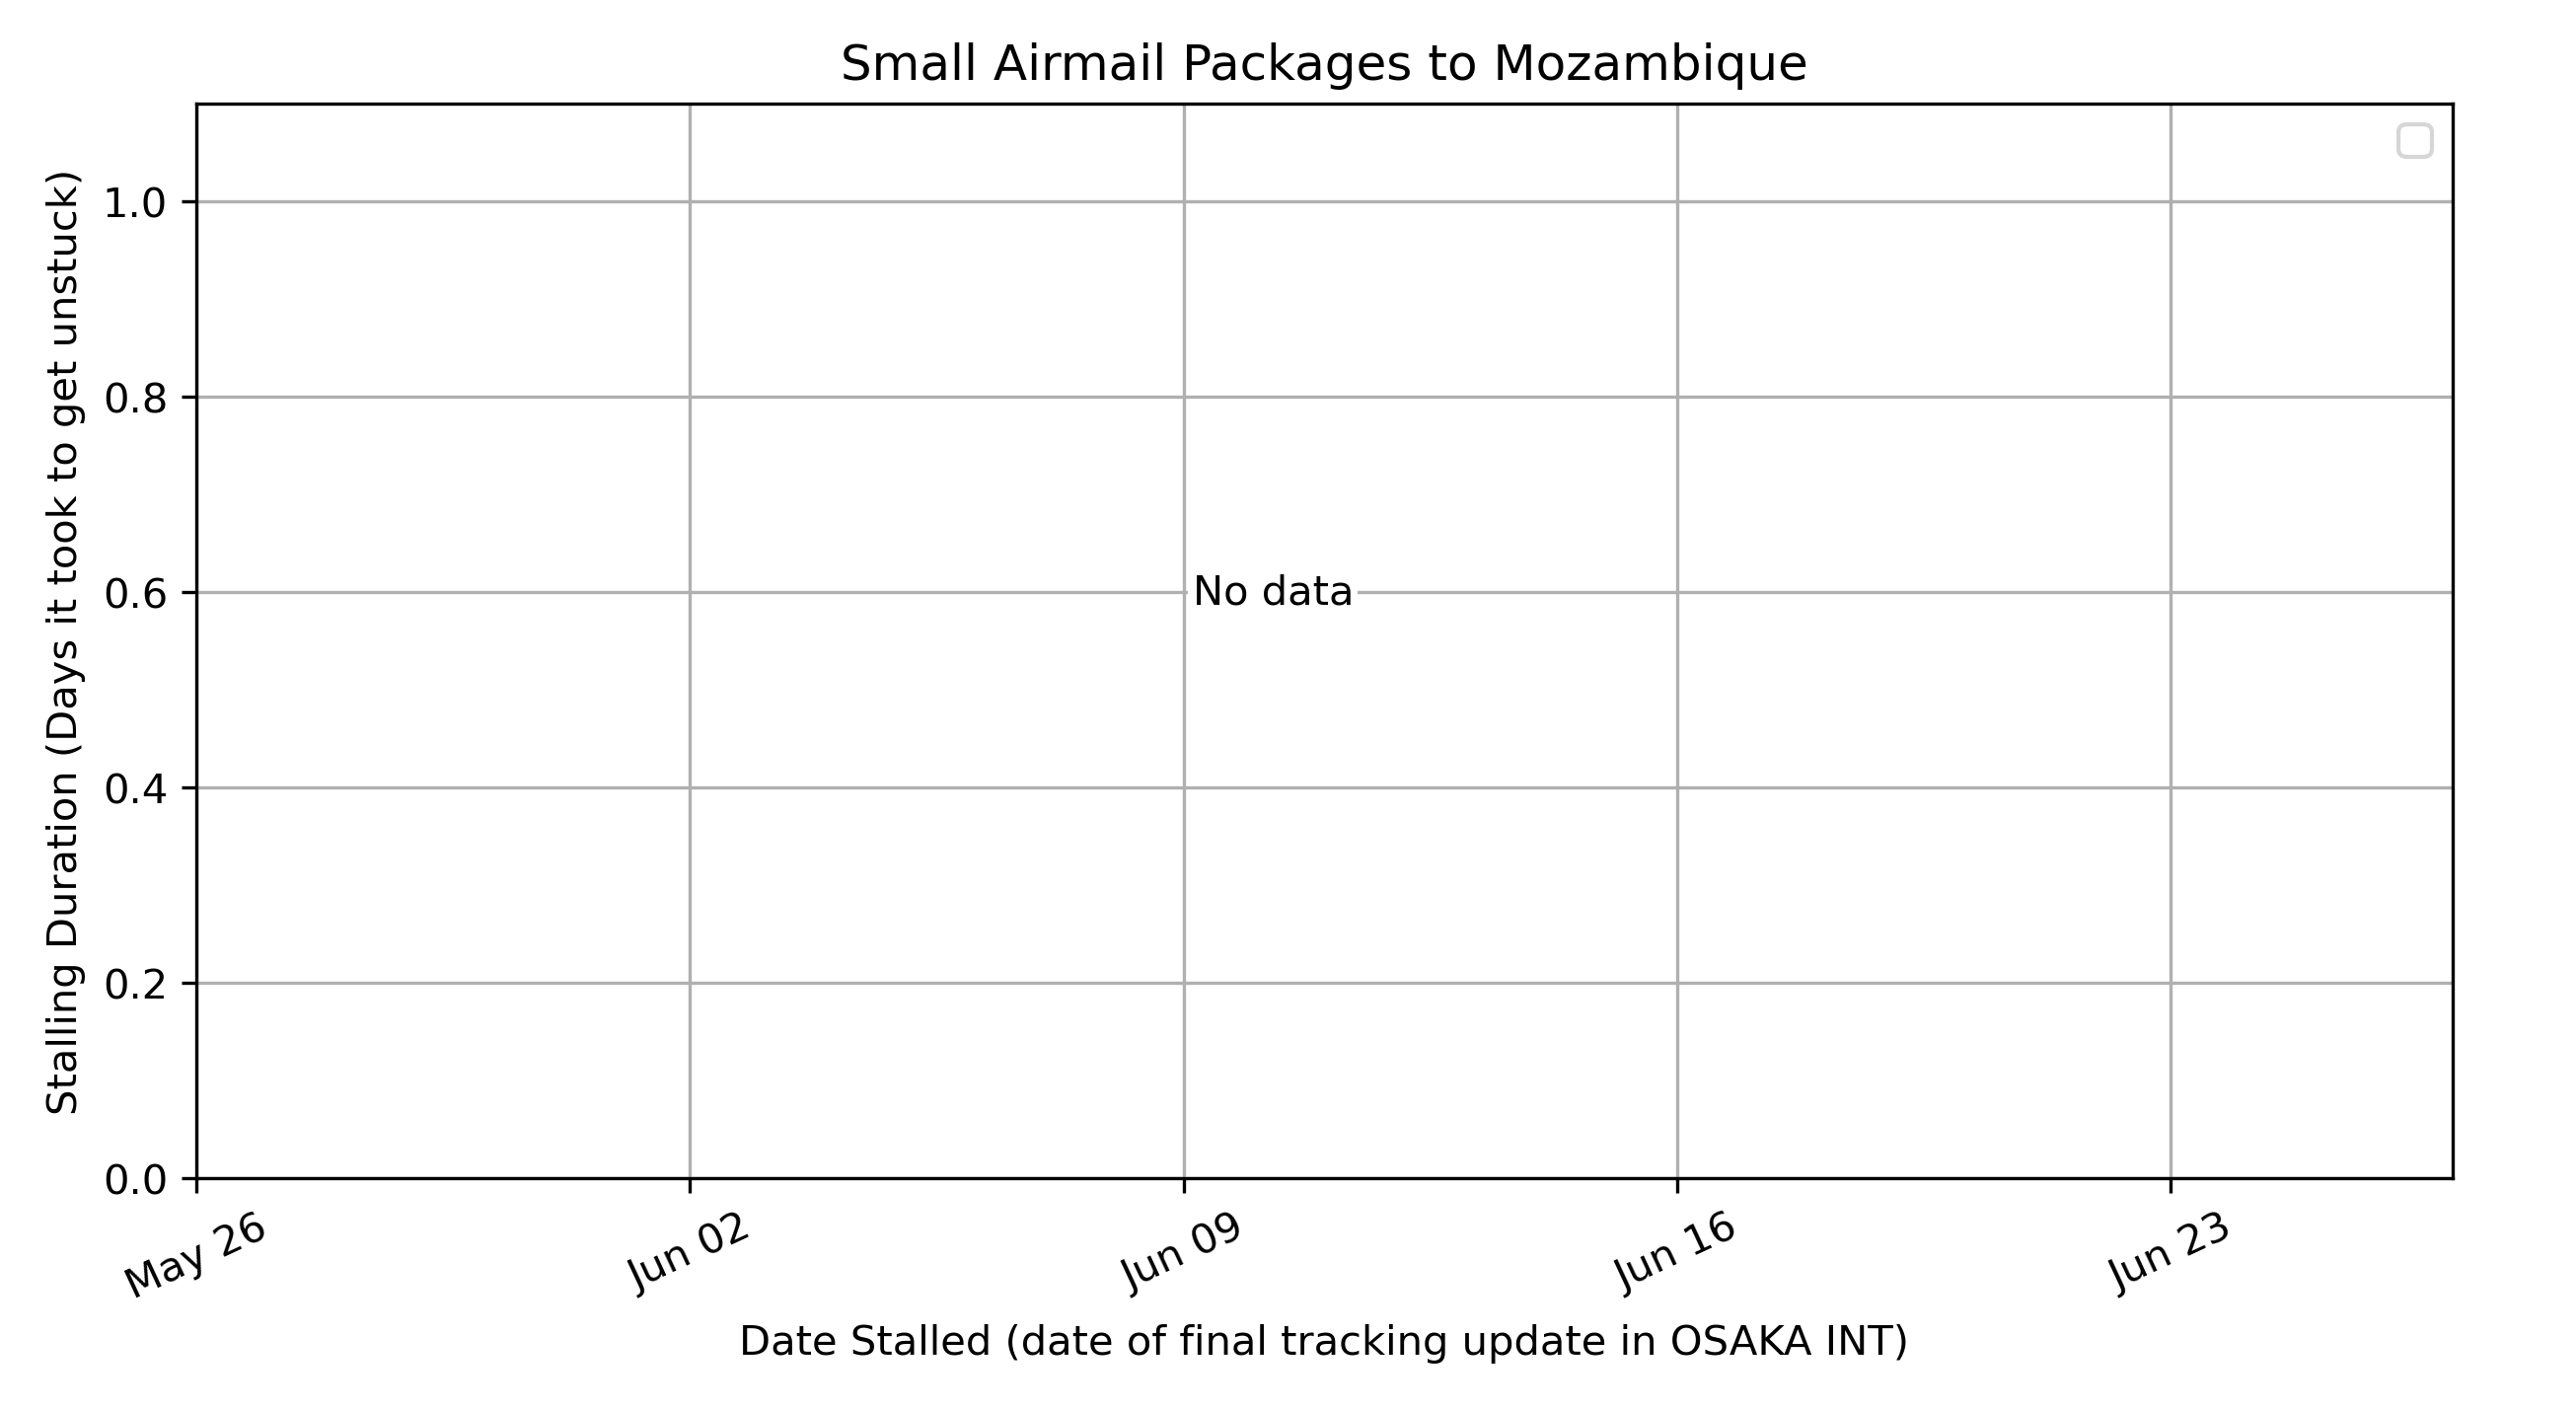 Small Airmail Packages to Mozambique
Stalling Duration (Days it took to get unstuck)
1.0
0.8
0.6
0.4
0.2
0.0
No data
May 26
Jun 02
Jun 09
Jun 16
Jun 23
Date Stalled (date of final tracking update in OSAKA INT)